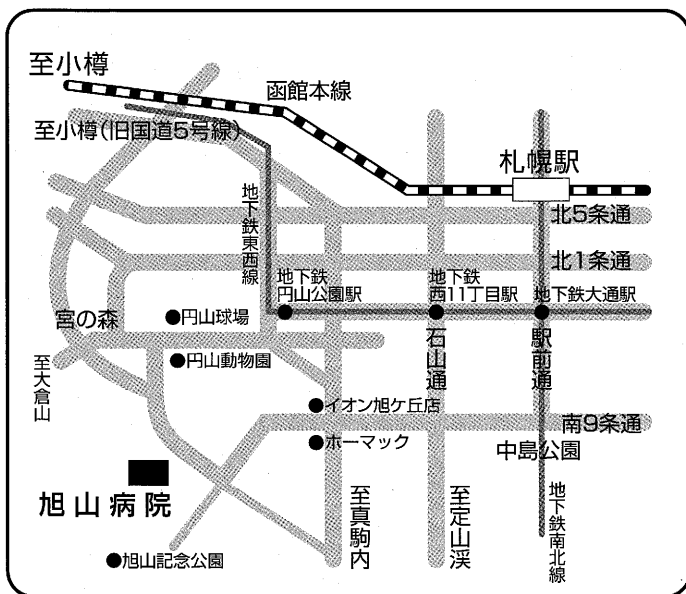 至小樽
函館本線
至小樽(旧国道5号線)
札幌駅
地下鉄東西線
北5条通
北1条通
地下鉄
円山公園駅
地下鉄
西11丁目駅
地下鉄大通駅
宮の森
●円山球場
石山通
駅前通
●円山動物園
至大倉山
●イオン旭ケ丘店
南9条通
●ホーマック
中島公園
旭山病院
至真駒内
至定山渓
地下鉄南北線
●旭山記念公園